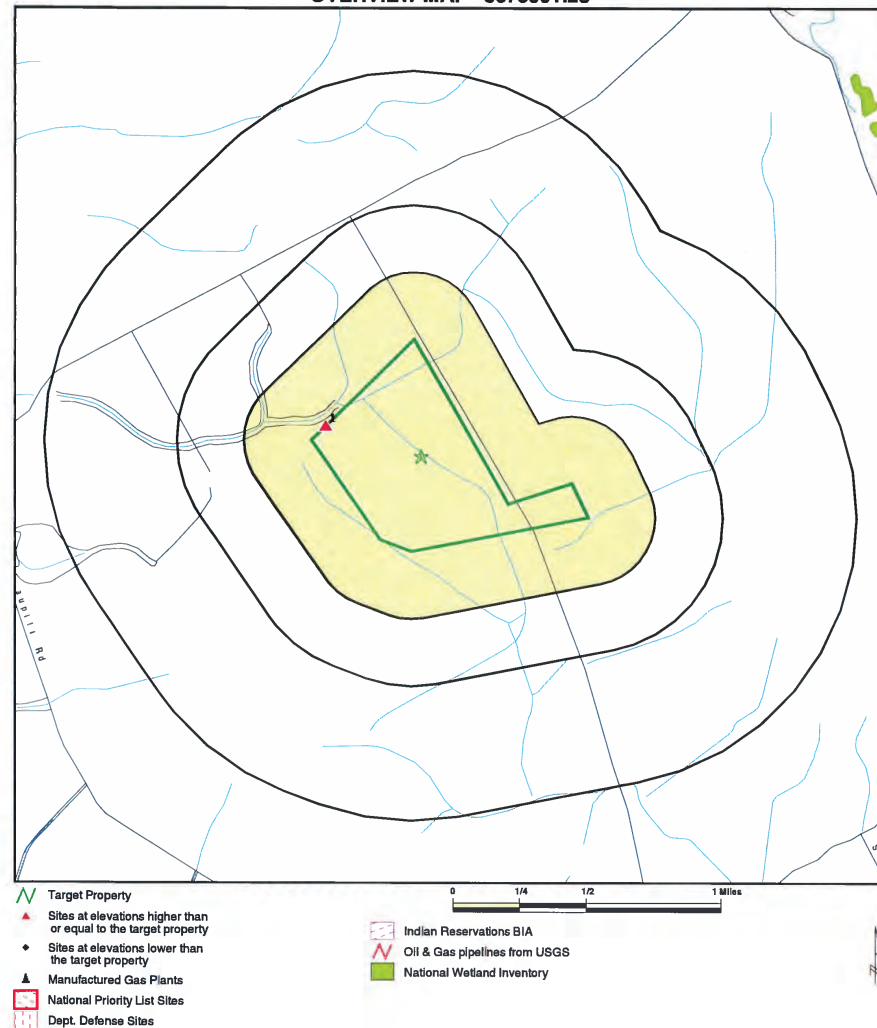 1
aupili Rd
S
Target Property
Sites at elevations higher than
or equal to the target property
Sites at elevations lower than
the target property
Manufactured Gas Plants
National Priority List Sites
Dept. Defense Sites
0 1/4 1/2 1 Miles
Indian Reservations BIA
Oil & Gas pipelines from USGS
National Wetland Inventory